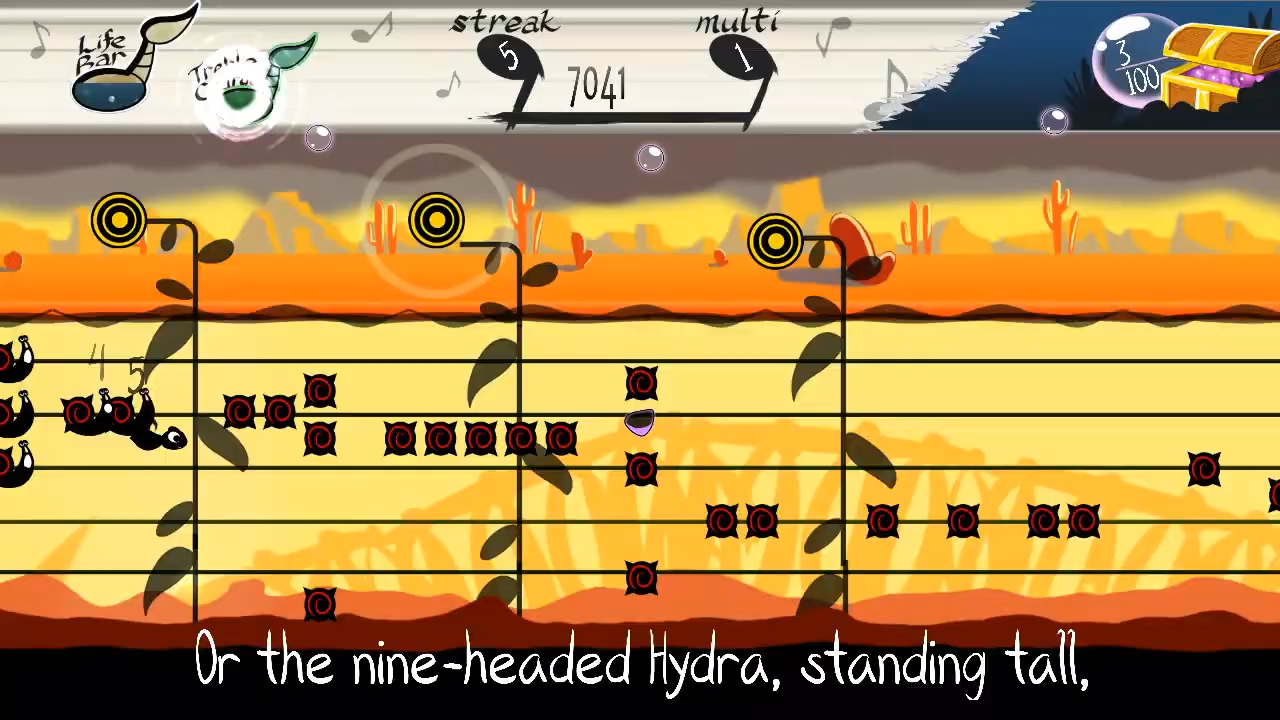 Life
Bar
streak
5
7041
multi
1
3
100
4 5
Or the nine-headed Hydra, standing tall,